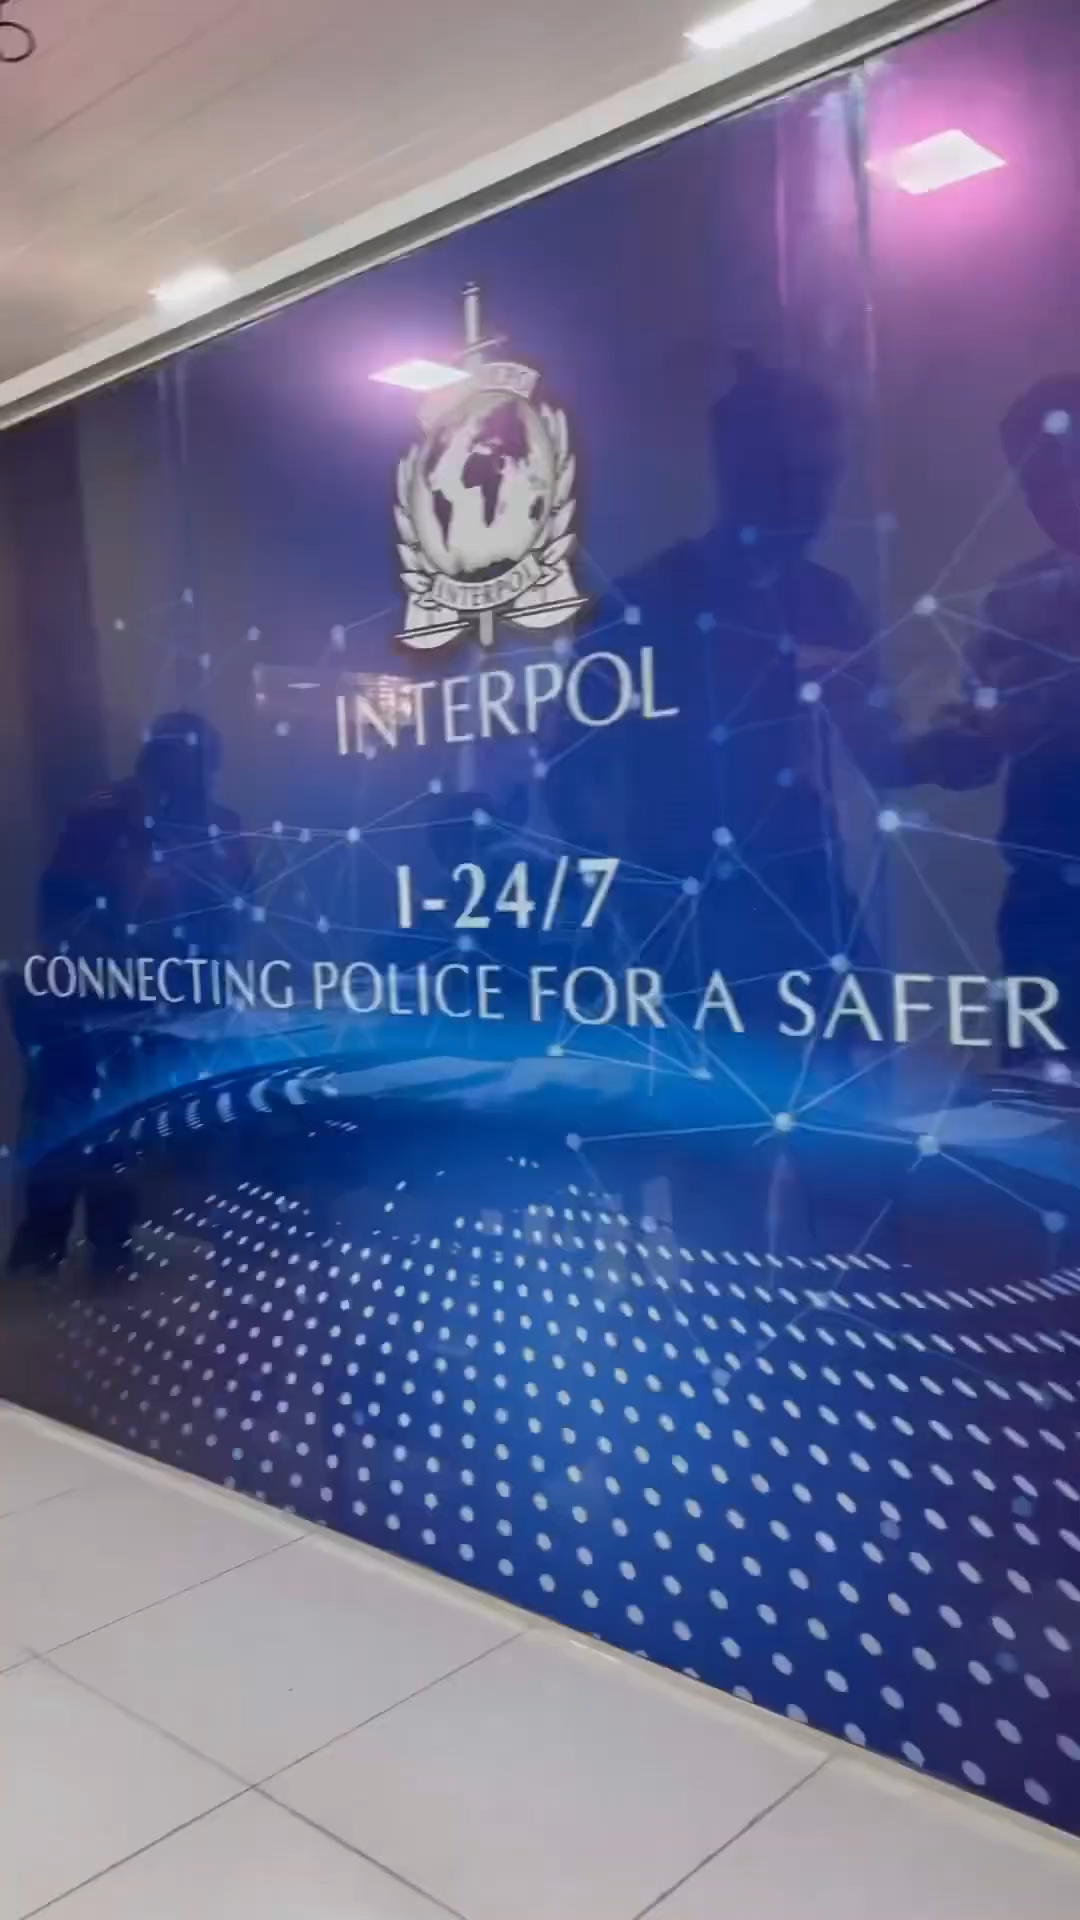 INTERPOL
INTERPOL
I-24/7
CONNECTING POLICE FOR A SAFER